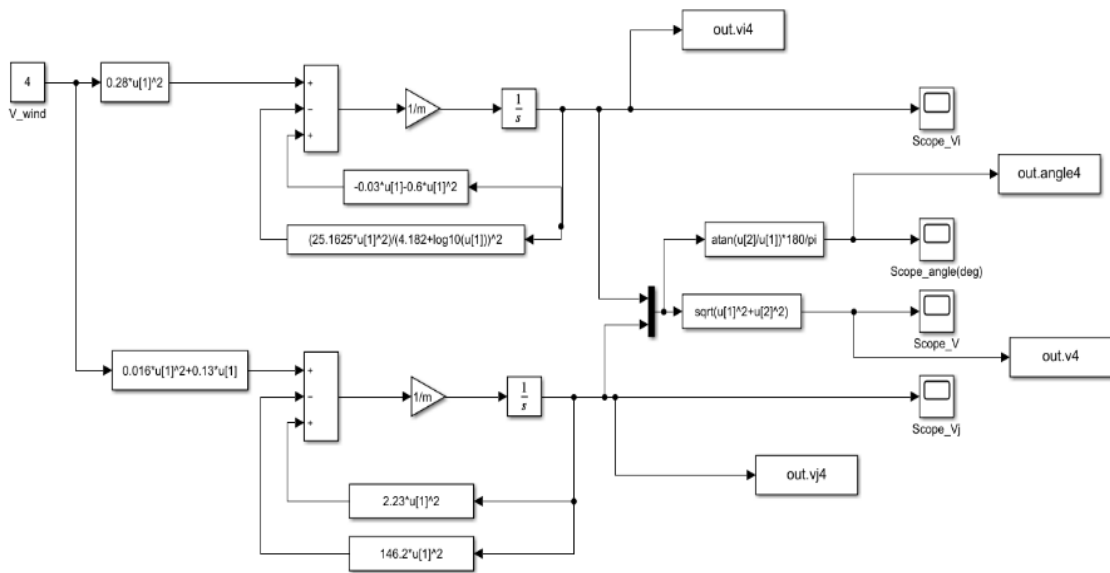 out.vi4
4
V_wind
0.28*u[1]^2
+
−
+
1/m
1
s
Scope_Vi
-0.03*u[1]-0.6*u[1]^2
out.angle4
(25.1625*u[1]^2)/(4.182+log10(u[1]))^2
atan(u[2]/u[1])*180/pi
Scope_angle(deg)
sqrt(u[1]^2+u[2]^2)
Scope_V
out.v4
0.016*u[1]^2+0.13*u[1]
+
−
+
1/m
1
s
Scope_Vj
out.vj4
2.23*u[1]^2
146.2*u[1]^2